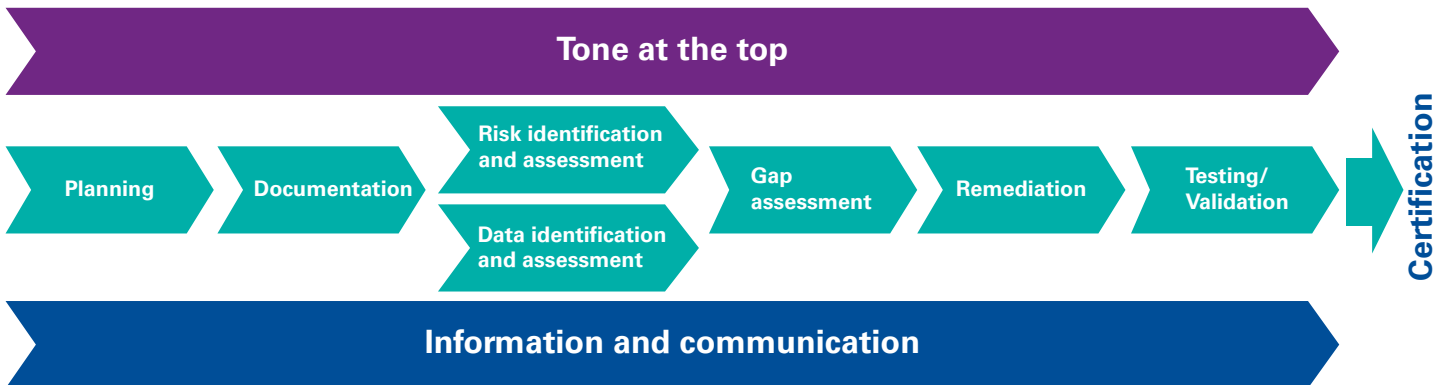 Tone at the top
Planning
Documentation
Risk identification
and assessment
Data identification
and assessment
Gap
assessment
Remediation
Testing/
Validation
Certification
Information and communication